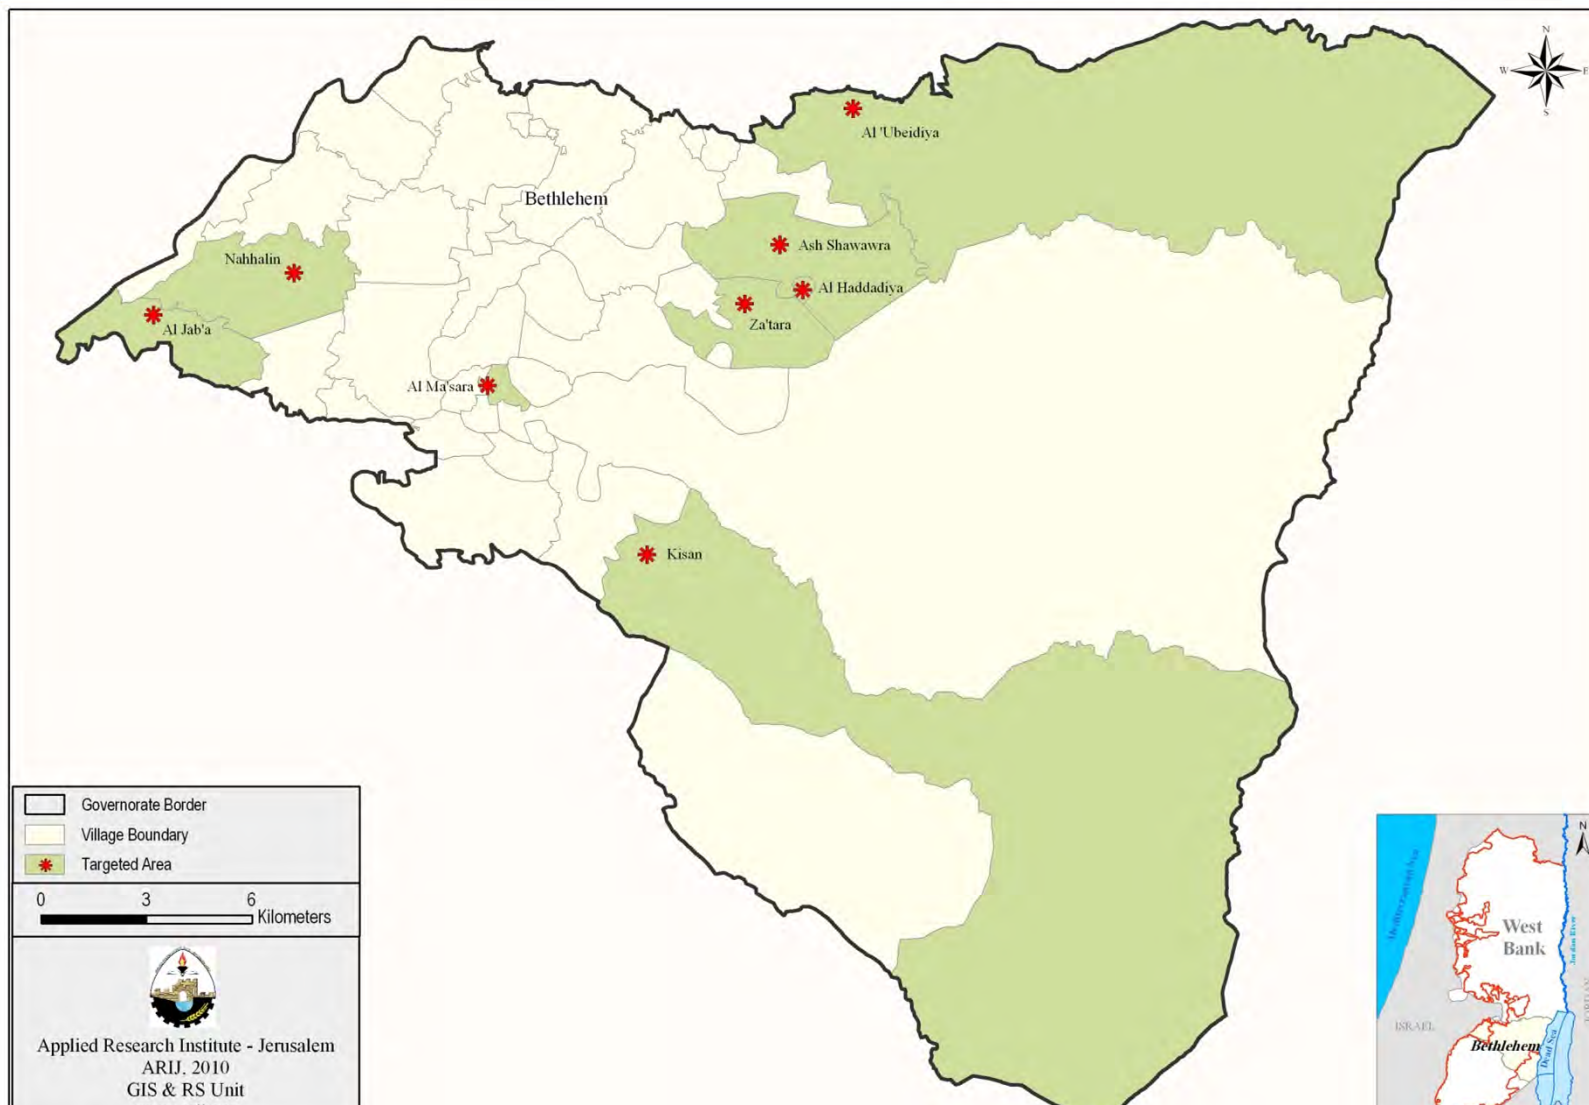 N
W
E
S
Al 'Ubeidiya
Bethlehem
Ash Shawawra
Nahhalin
Al Haddadiya
Al Jab'a
Za'tara
Al Ma'sara
Kisan
Governorate Border
Village Boundary
Targeted Area
0 3 6
Kilometers
Applied Research Institute - Jerusalem
ARIJ, 2010
GIS & RS Unit
N
Mediterranean Sea
West
Bank
Jordan River
ISRAEL
JORDAN
Bethlehem
Dead Sea